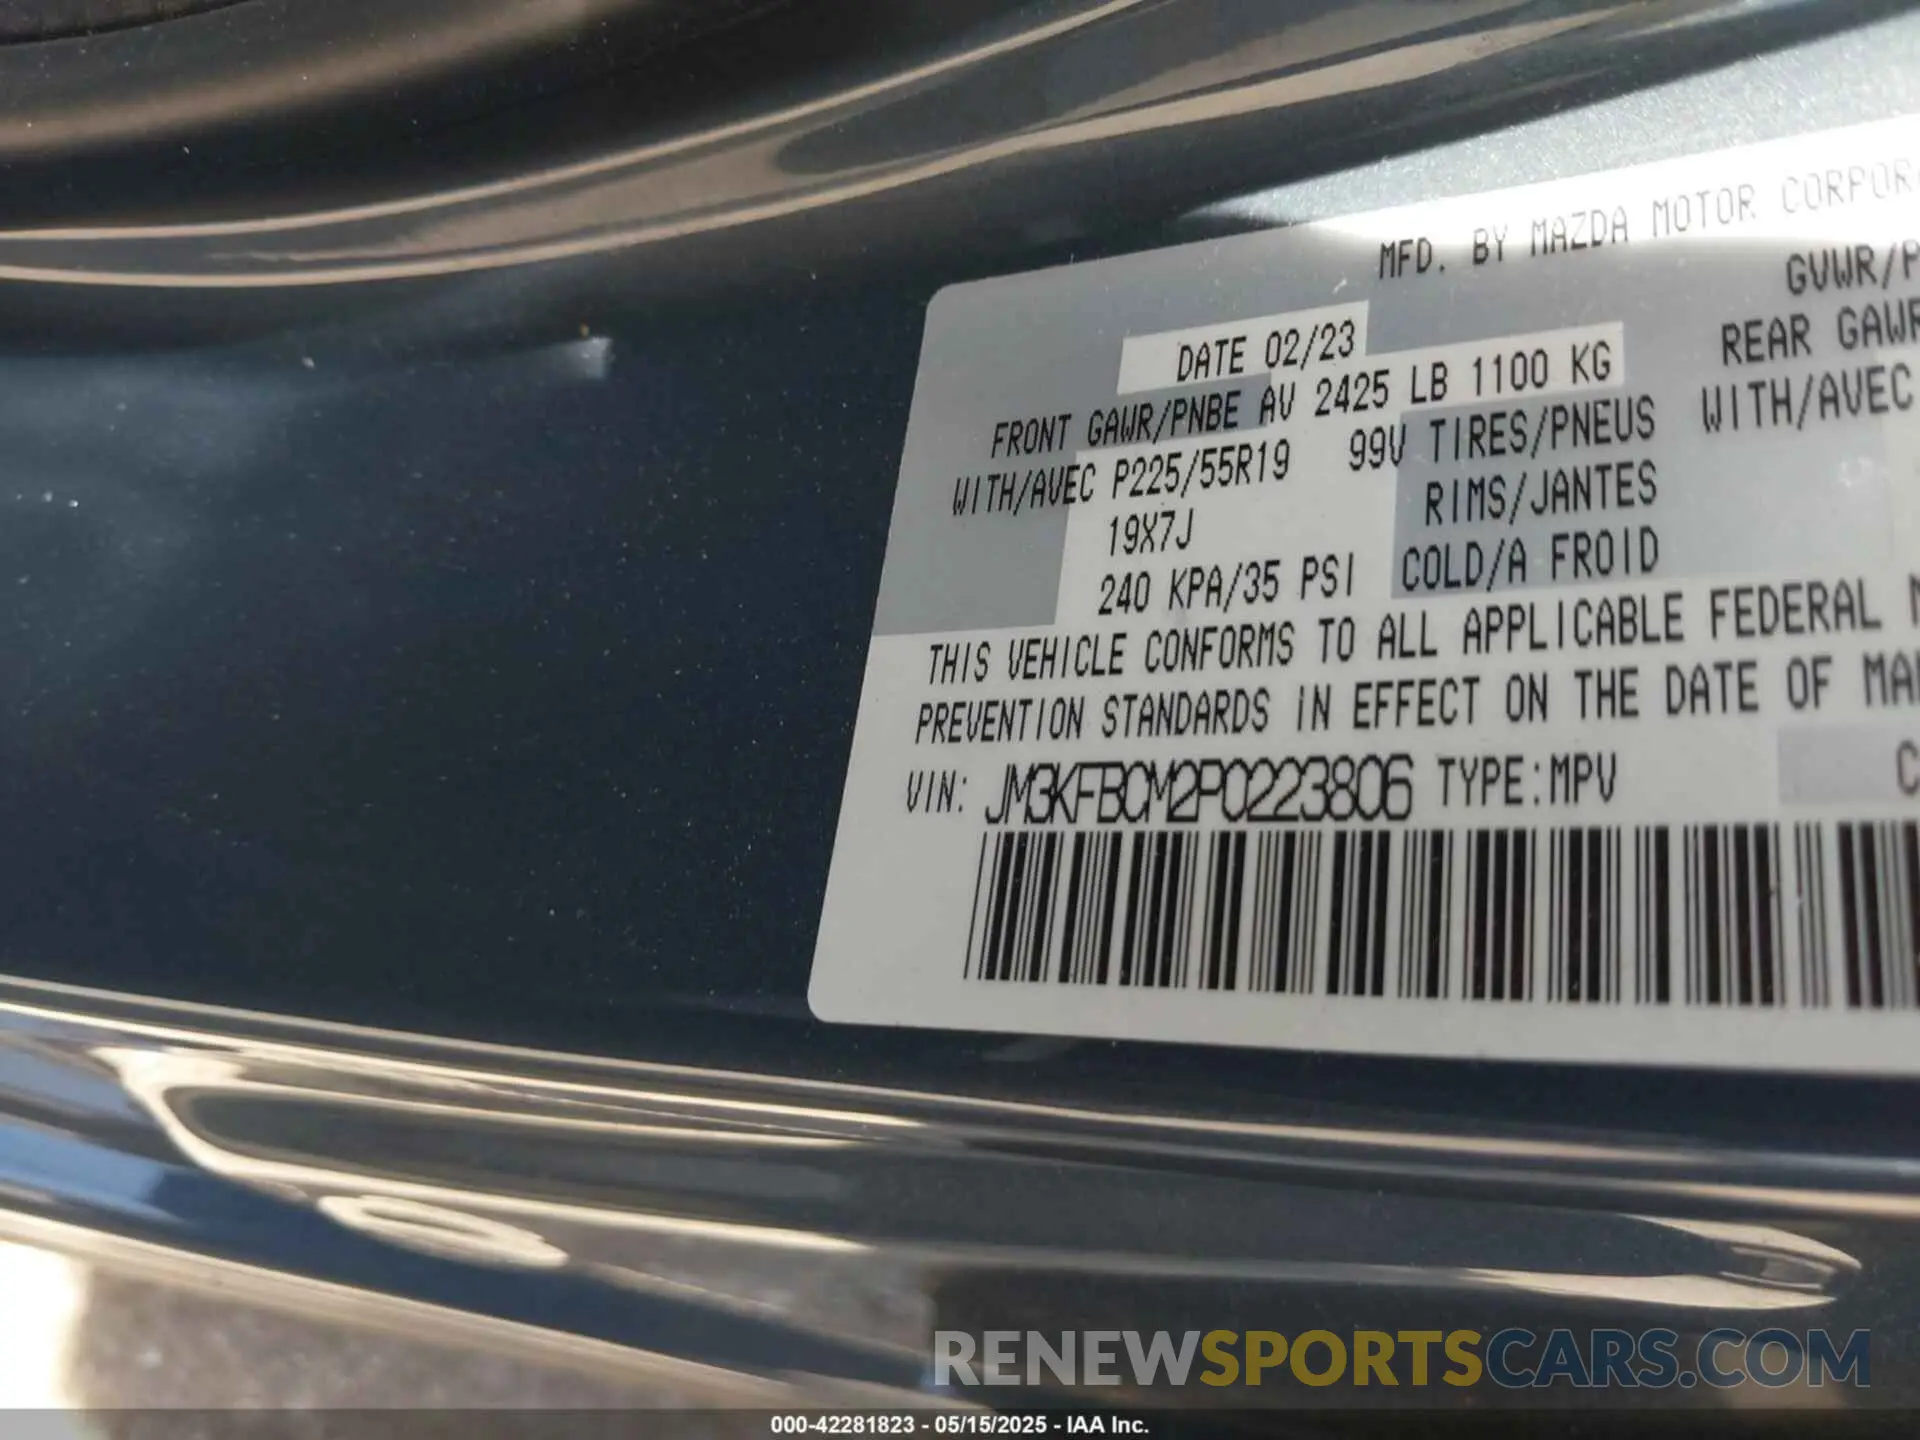 MFD. BY MAZDA MOTOR CORPOR
DATE 02/23
GVWR/P
FRONT GAWR/PNBE AV 2425 LB 1100 KG
REAR GAWR
WITH/AVEC P225/55R19 99V TIRES/PNEUS
WITH/AVEC
19X7J RIMS/JANTES
240 KPA/35 PSI COLD/A FROID
THIS VEHICLE CONFORMS TO ALL APPLICABLE FEDERAL M
PREVENTION STANDARDS IN EFFECT ON THE DATE OF MAN
VIN: JM3KFBCM2P0223806 TYPE:MPV
C
RENEWSPORTSCARS.COM
000-42281823 - 05/15/2025 - IAA Inc.